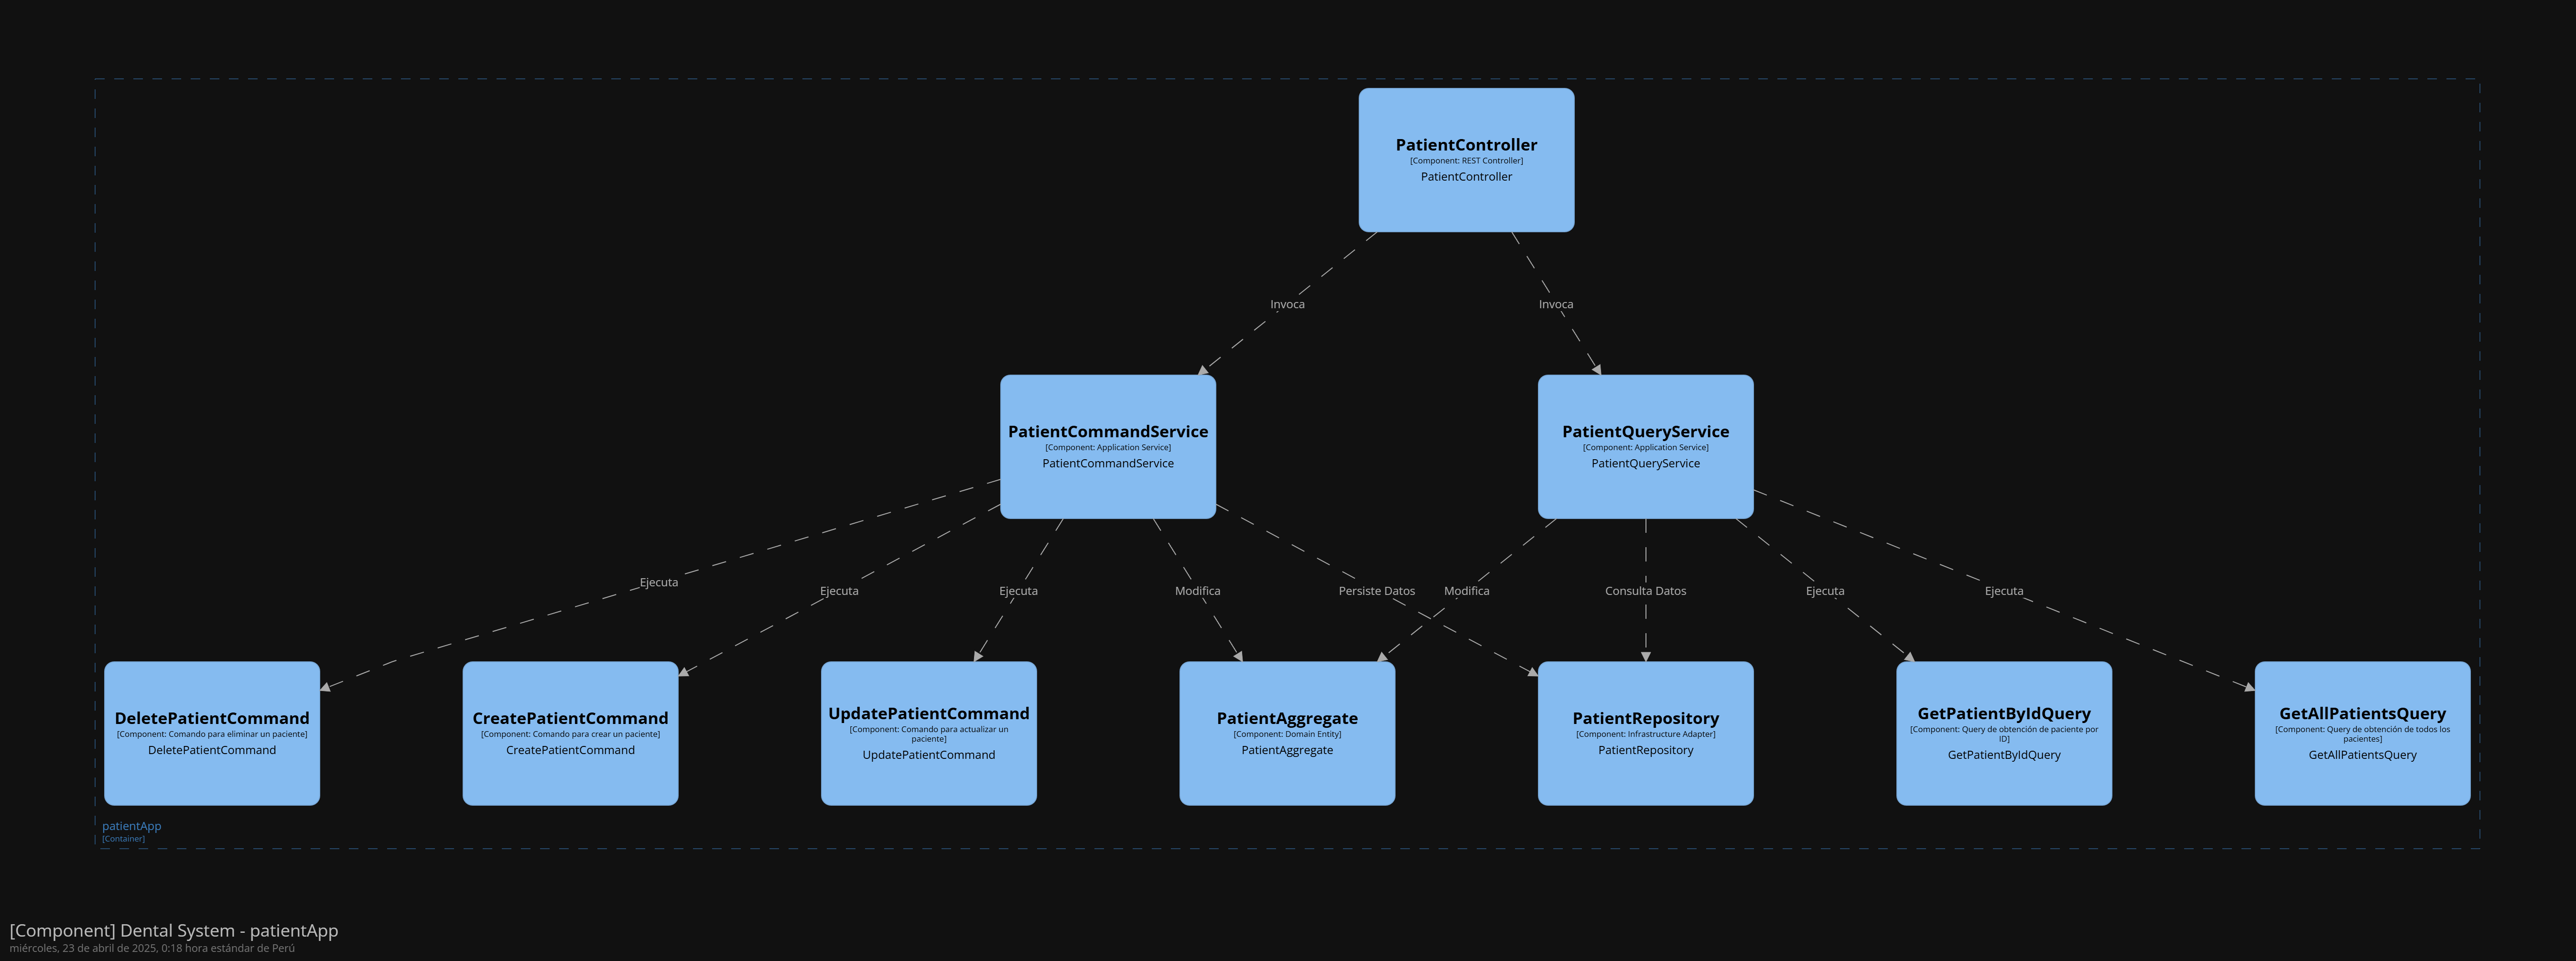 PatientController
[Component: REST Controller]
PatientController
Invoca
Invoca
PatientCommandService
[Component: Application Service]
PatientCommandService
PatientQueryService
[Component: Application Service]
PatientQueryService
Ejecuta
Ejecuta
Ejecuta
Modifica
Persiste Datos
Modifica
Consulta Datos
Ejecuta
Ejecuta
DeletePatientCommand
[Component: Comando para eliminar un paciente]
DeletePatientCommand
CreatePatientCommand
[Component: Comando para crear un paciente]
CreatePatientCommand
UpdatePatientCommand
[Component: Comando para actualizar un
paciente]
UpdatePatientCommand
PatientAggregate
[Component: Domain Entity]
PatientAggregate
PatientRepository
[Component: Infrastructure Adapter]
PatientRepository
GetPatientByIdQuery
[Component: Query de obtención de paciente por
ID]
GetPatientByIdQuery
GetAllPatientsQuery
[Component: Query de obtención de todos los
pacientes]
GetAllPatientsQuery
patientApp
[Container]
[Component] Dental System - patientApp
miércoles, 23 de abril de 2025, 0:18 hora estándar de Perú